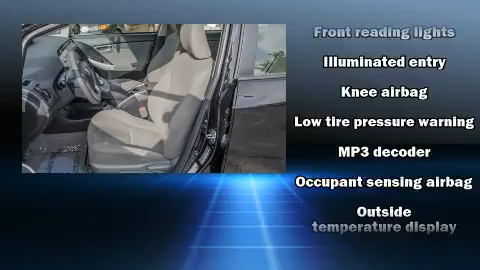 Front reading lights
Illuminated entry
Knee airbag
Low tire pressure warning
MP3 decoder
Occupant sensing airbag
Outside
temperature display